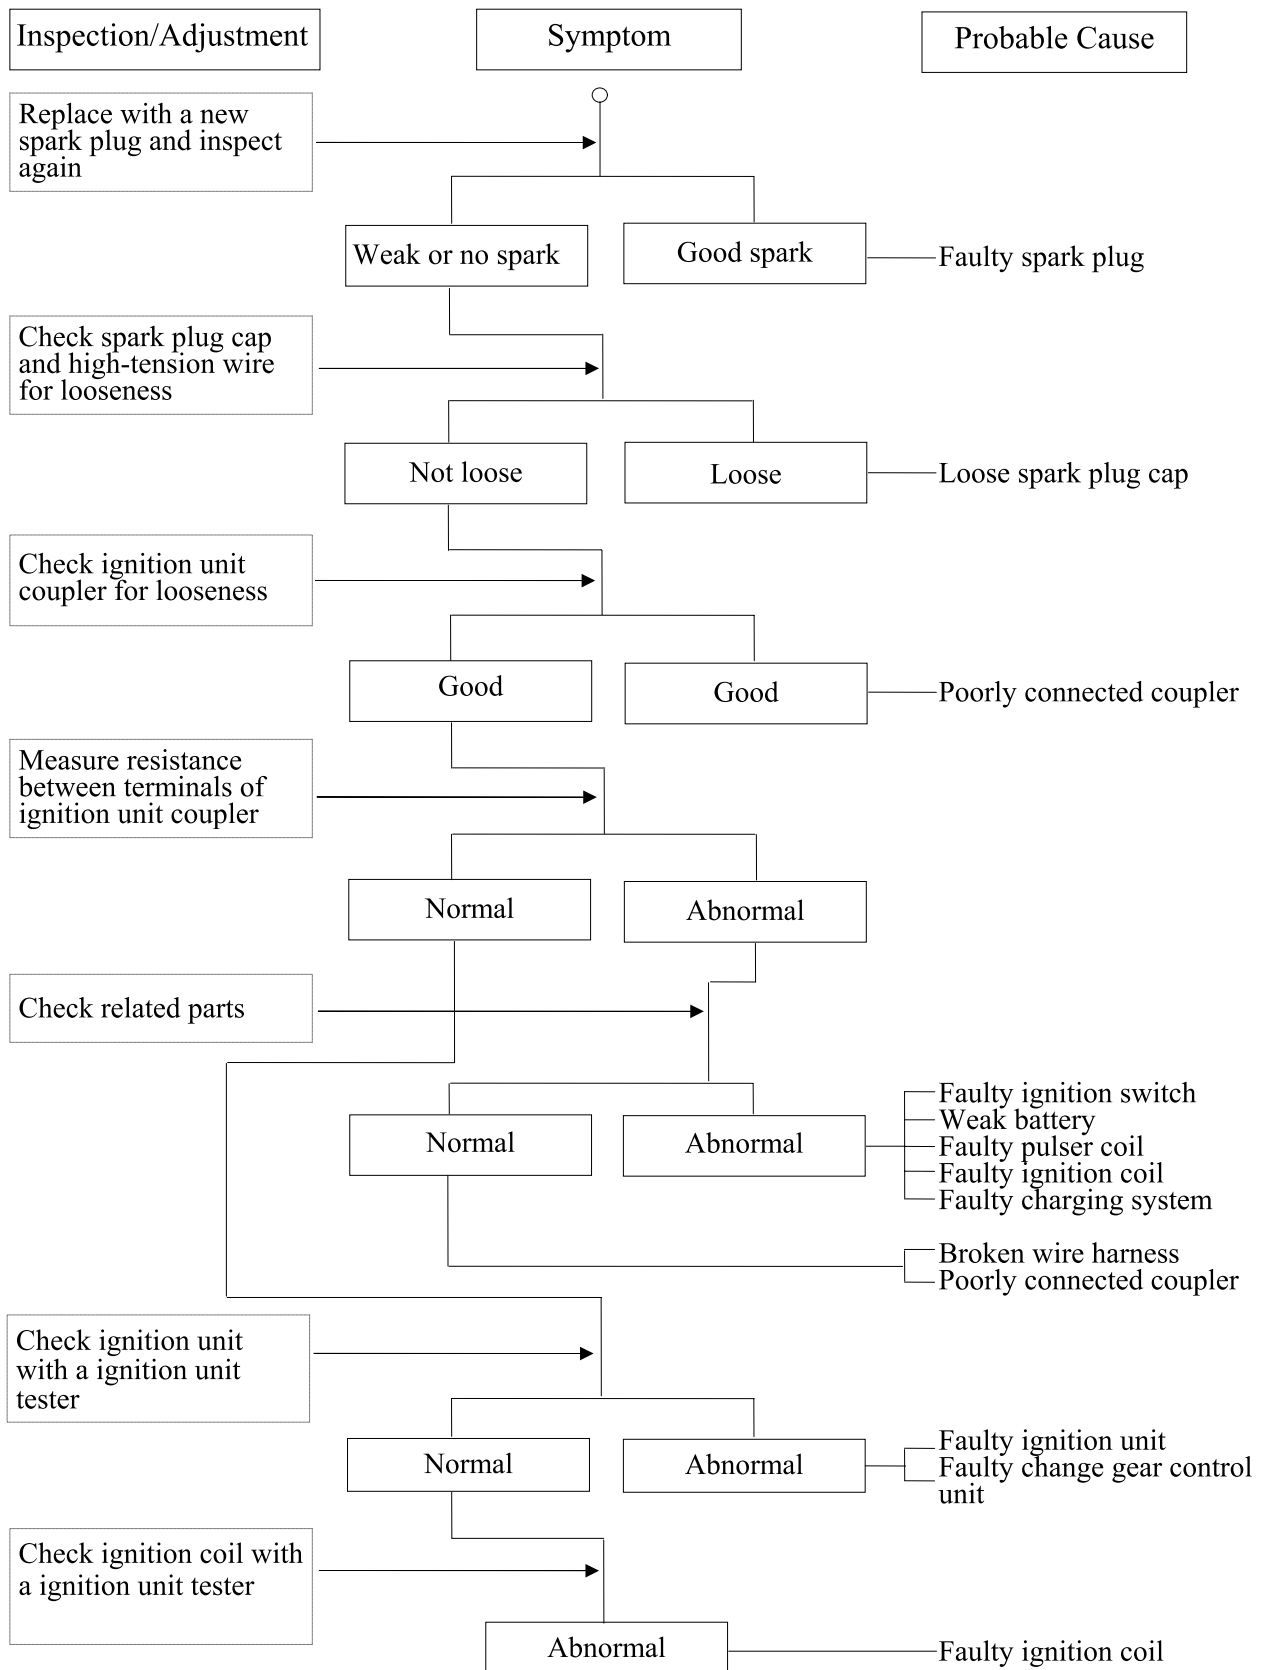 Inspection/Adjustment
Symptom
Probable Cause
Replace with a new
spark plug and inspect
again
Weak or no spark
Good spark
Faulty spark plug
Check spark plug cap
and high-tension wire
for looseness
Not loose
Loose
Loose spark plug cap
Check ignition unit
coupler for looseness
Good
Good
Poorly connected coupler
Measure resistance
between terminals of
ignition unit coupler
Normal
Abnormal
Check related parts
Normal
Abnormal
Faulty ignition switch
Weak battery
Faulty pulser coil
Faulty ignition coil
Faulty charging system
Broken wire harness
Poorly connected coupler
Check ignition unit
with a ignition unit
tester
Normal
Abnormal
Faulty ignition unit
Faulty change gear control
unit
Check ignition coil with
a ignition unit tester
Abnormal
Faulty ignition coil